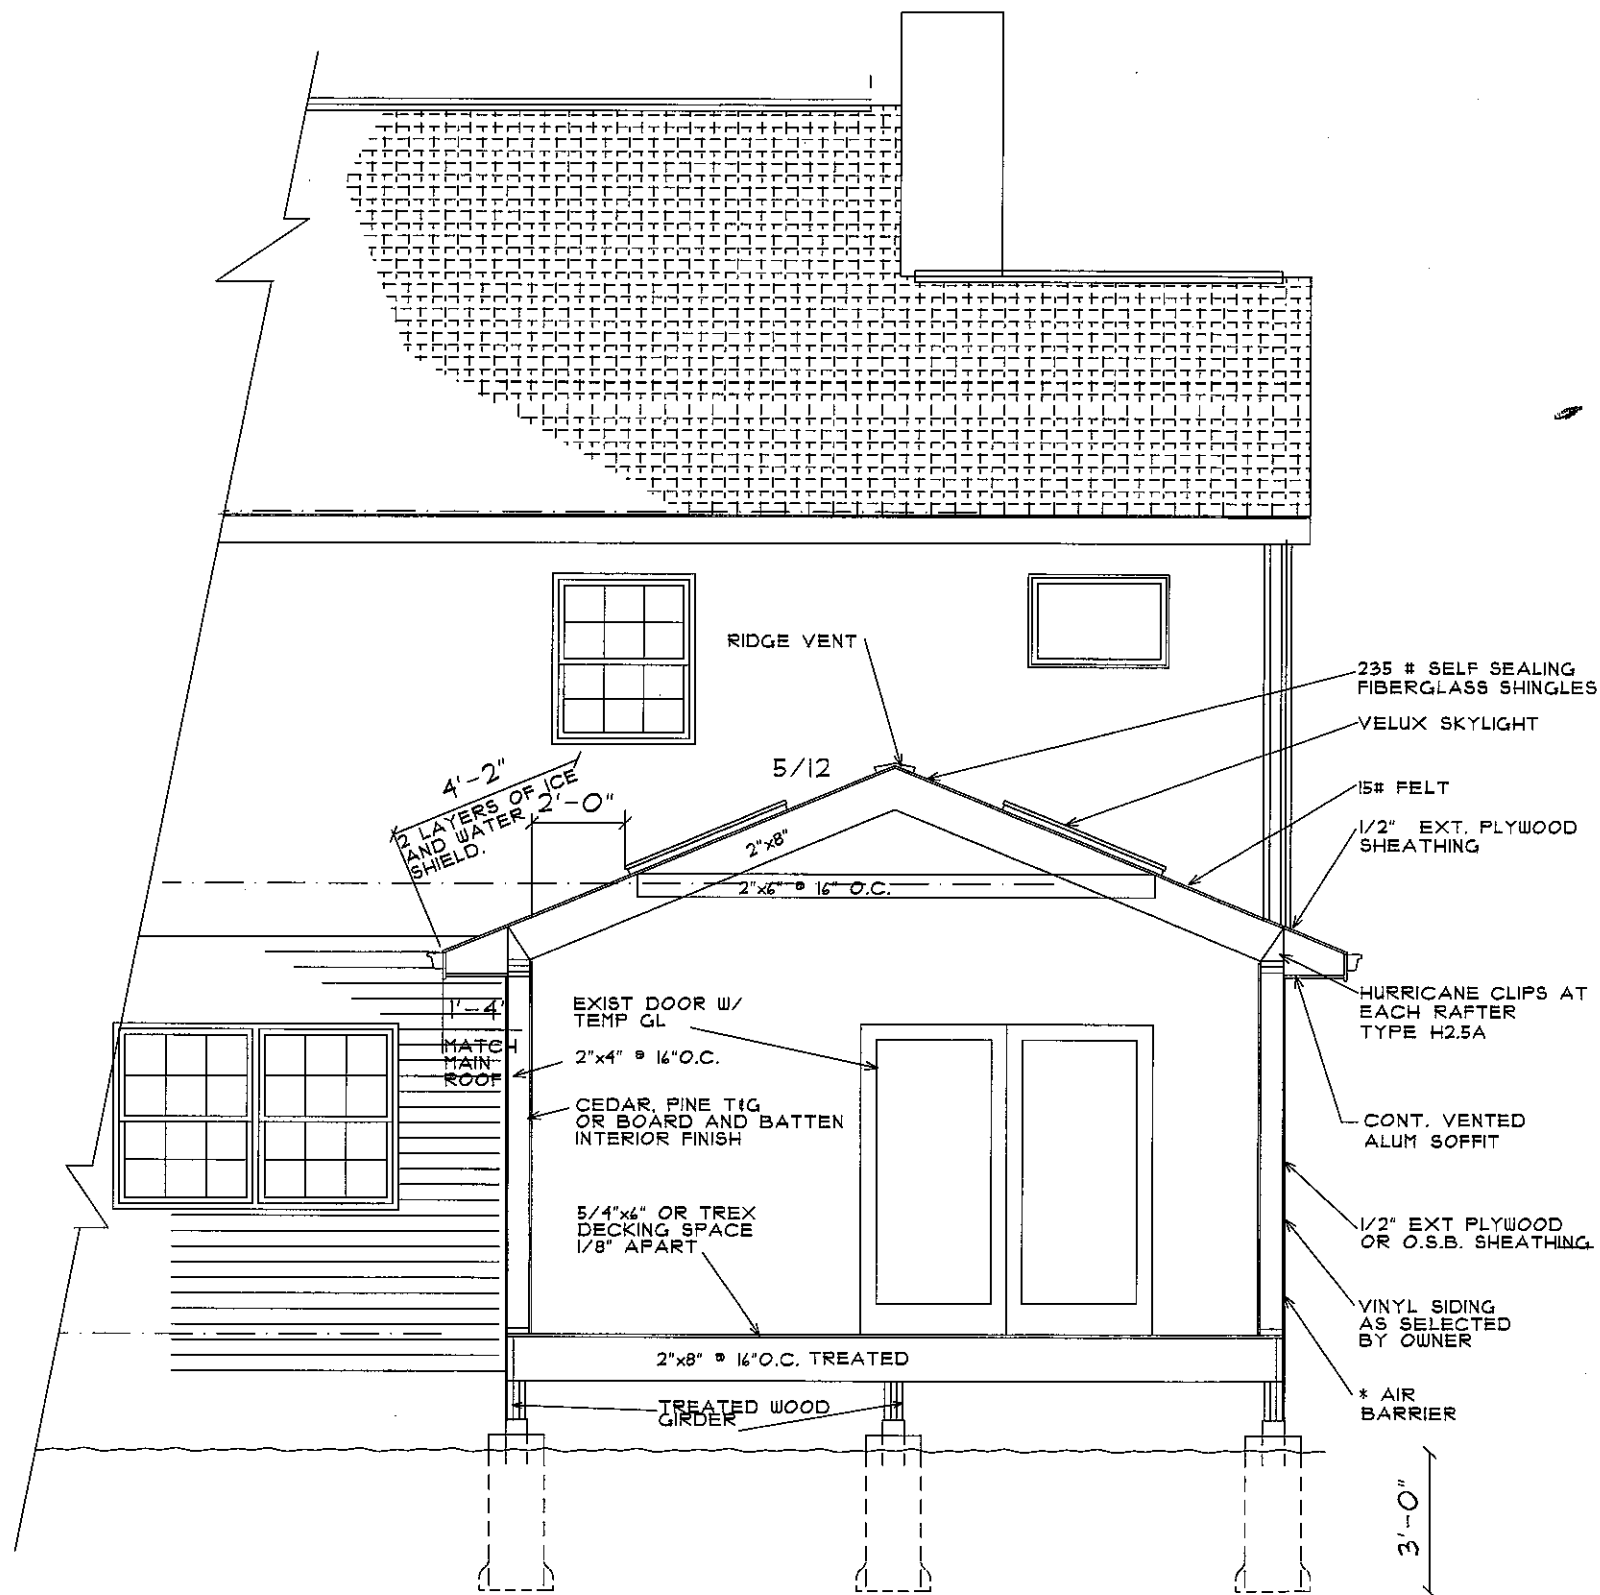 RIDGE VENT
235 # SELF SEALING
FIBERGLASS SHINGLES
VELUX SKYLIGHT
5/12
4'-2"
2 LAYERS OF ICE
AND WATER
SHIELD.
2'-0"
15# FELT
1/2" EXT. PLYWOOD
SHEATHING
2"x8"
2"x6" @ 16" O.C.
HURRICANE CLIPS AT
EACH RAFTER
TYPE H2.5A
1'-4"
MATCH
MAIN
ROOF
EXIST DOOR W/
TEMP GL
2"x4" @ 16"O.C.
CEDAR, PINE T&G
OR BOARD AND BATTEN
INTERIOR FINISH
CONT. VENTED
ALUM SOFFIT
5/4"x6" OR TREX
DECKING SPACE
1/8" APART
1/2" EXT PLYWOOD
OR O.S.B. SHEATHING
VINYL SIDING
AS SELECTED
BY OWNER
2"x8" @ 16"O.C. TREATED
* AIR
BARRIER
TREATED WOOD
GIRDER
3'-0"